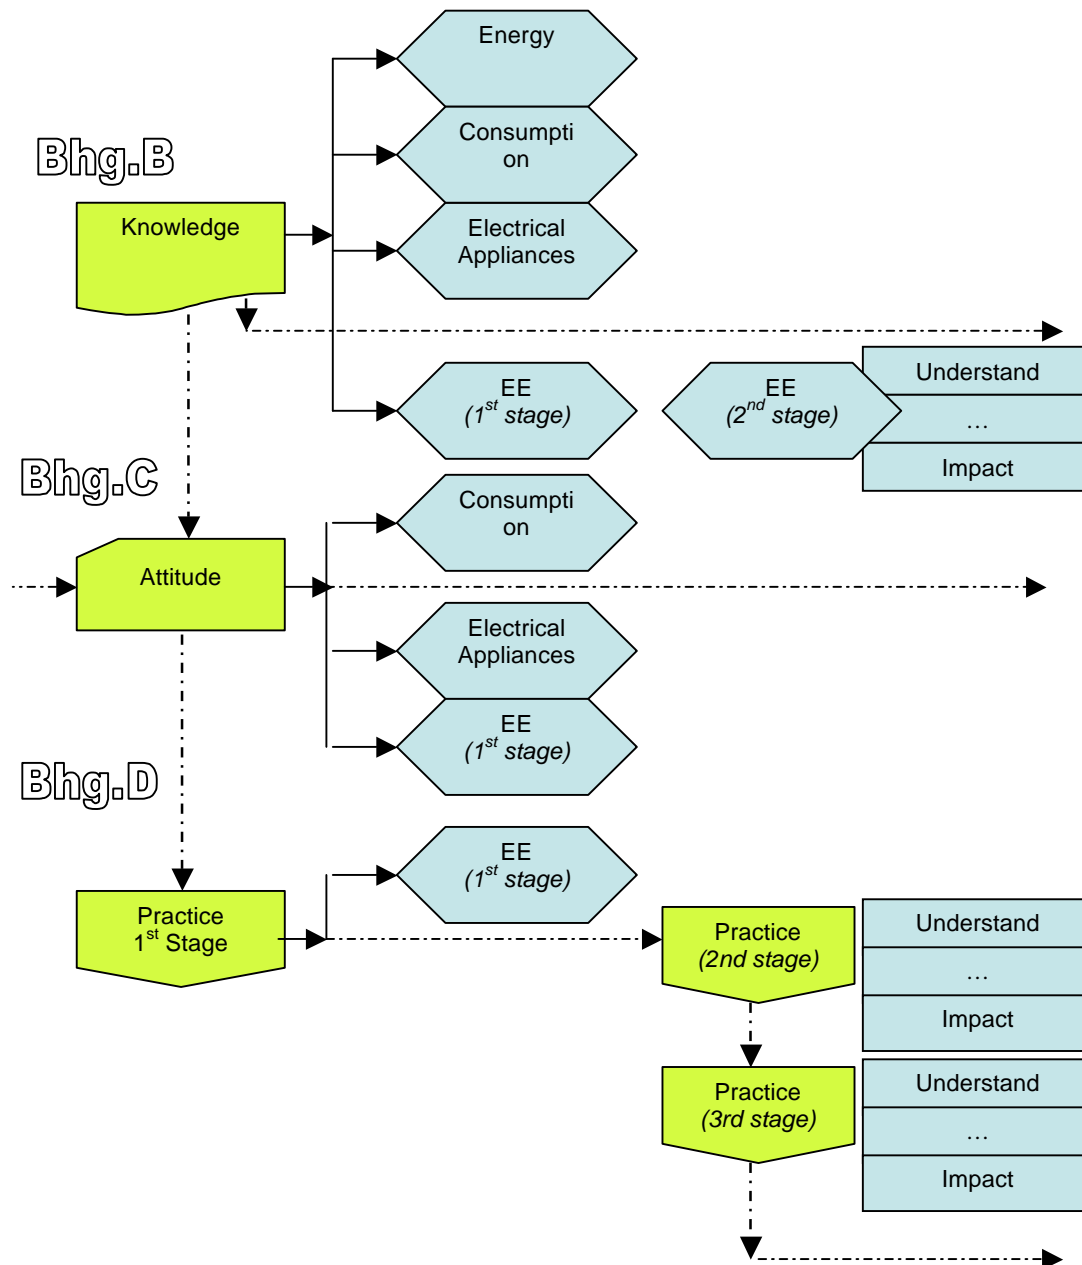 Energy
Consumpti
on
Bhg.B
Knowledge
Electrical
Appliances
EE
(1st stage)
EE
(2nd stage)
Understand
…
Impact
Bhg.C
Consumpti
on
Attitude
Electrical
Appliances
EE
(1st stage)
Bhg.D
EE
(1st stage)
Practice
1st Stage
Practice
(2nd stage)
Understand
…
Impact
Practice
(3rd stage)
Understand
…
Impact